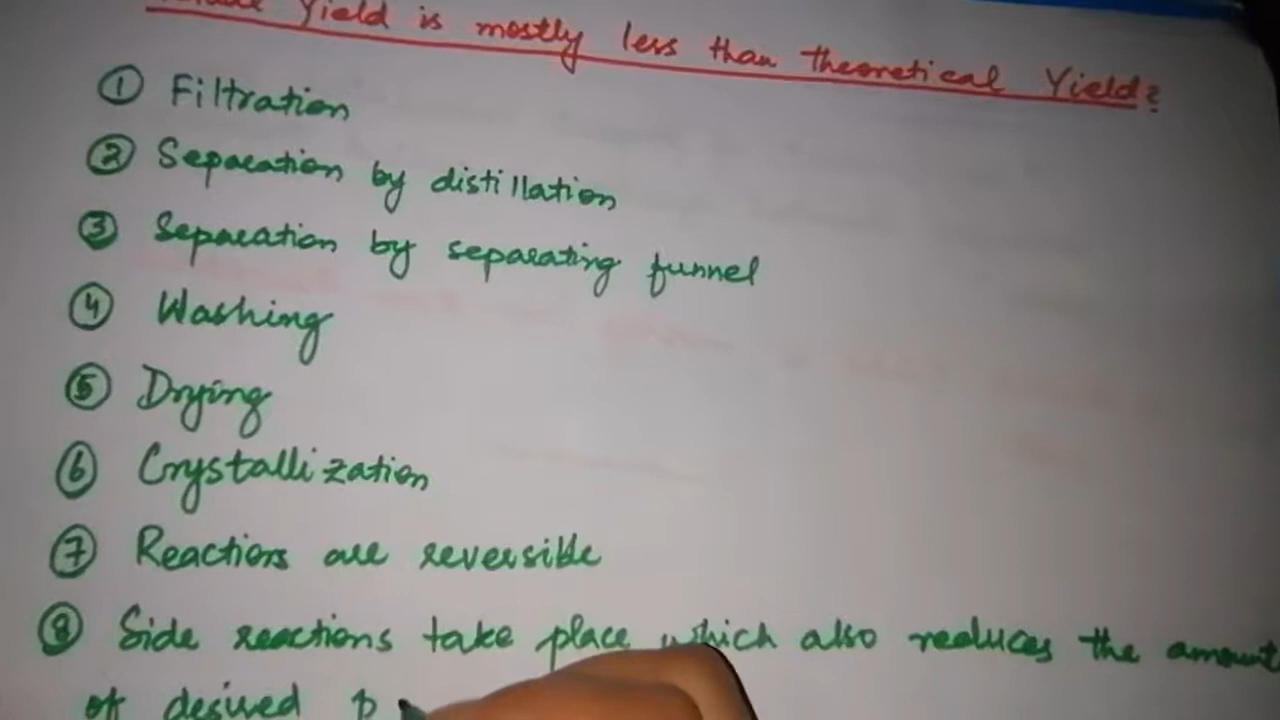 Yield is mostly less than theoretical Yield?
① Filtration
② Separation by distillation
③ Separation by separating funnel
④ Washing
⑤ Drying
⑥ Crystallization
⑦ Reactions are reversible
⑧ Side reactions take place which also reduces the amount
of desired p